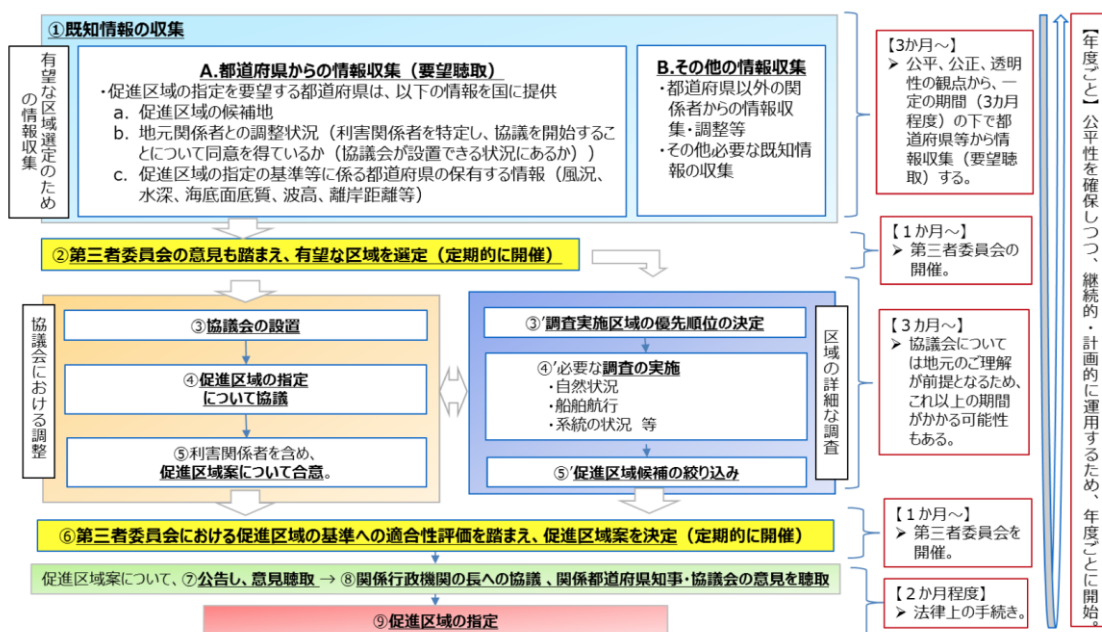 ①既知情報の収集
有望な区域選定のため
の情報収集
A.都道府県からの情報収集（要望聴取）
・促進区域の指定を要望する都道府県は、以下の情報を国に提供
a. 促進区域の候補地
b. 地元関係者との調整状況（利害関係者を特定し、協議を開始するこ
とについて同意を得ているか（協議会が設置できる状況にあるか））
c. 促進区域の指定の基準等に係る都道府県の保有する情報（風況、
水深、海底面底質、波高、離岸距離等）
B.その他の情報収集
・都道府県以外の関
係者からの情報収
集・調整等
・その他必要な既知情
報の収集
②第三者委員会の意見も踏まえ、有望な区域を選定（定期的に開催）
協議会における調整
③協議会の設置
④促進区域の指定
について協議
⑤利害関係者を含め、
促進区域案について合意。
③’調査実施区域の優先順位の決定
④’必要な調査の実施
・自然状況
・船舶航行
・系統の状況 等
⑤’促進区域候補の絞り込み
区域の詳細な調査
⑥第三者委員会における促進区域の基準への適合性評価を踏まえ、促進区域案を決定（定期的に開催）
促進区域案について、⑦公告し、意見聴取 → ⑧関係行政機関の長への協議 、関係都道府県知事・協議会の意見を聴取
⑨促進区域の指定
【3か月～】
➢ 公平、公正、透明
性の観点から、一
定の期間（3カ月
程度）の下で都
道府県等から情
報収集（要望聴
取）する。
【１か月～】
➢ 第三者委員会の
開催。
【３カ月～】
➢ 協議会について
は地元のご理解
が前提となるため、
これ以上の期間
がかかる可能性
もある。
【１か月～】
➢ 第三者委員会を
開催。
【２か月程度】
➢ 法律上の手続き。
【年度ごと】公平性を確保しつつ、継続的・計画的に運用するため、年度ごとに開始。